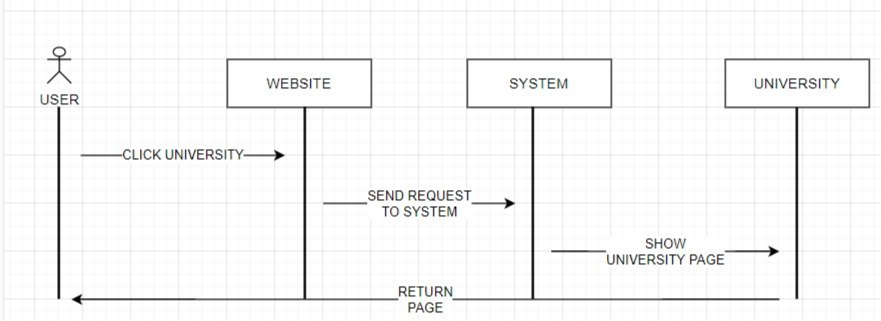 USER
WEBSITE
SYSTEM
UNIVERSITY
CLICK UNIVERSITY
SEND REQUEST
TO SYSTEM
SHOW
UNIVERSITY PAGE
RETURN
PAGE